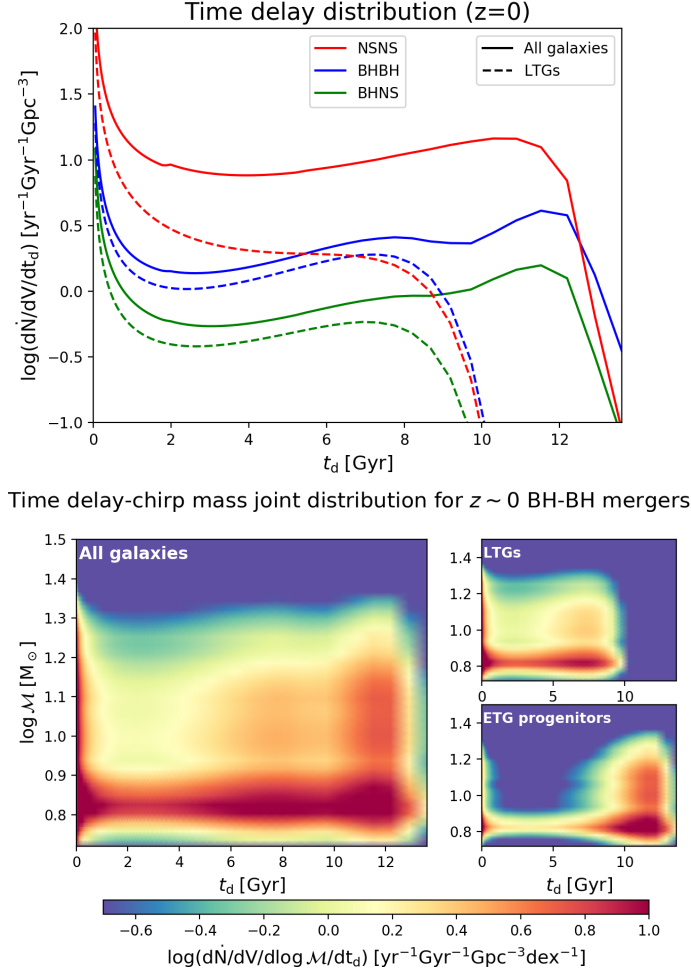 Time delay distribution (z=0)
log(dṄ/dV/dt_d) [yr⁻¹Gyr⁻¹Gpc⁻³]
2.0
1.5
1.0
0.5
0.0
−0.5
−1.0
NSNS
BHBH
BHNS
All galaxies
LTGs
0 2 4 6 8 10 12
t_d [Gyr]
Time delay-chirp mass joint distribution for z ~ 0 BH-BH mergers
log ℳ [M⊙]
1.5
1.4
1.3
1.2
1.1
1.0
0.9
0.8
All galaxies
0 2 4 6 8 10 12
t_d [Gyr]
LTGs
1.4
1.2
1.0
0.8
0 5 10
ETG progenitors
1.4
1.2
1.0
0.8
0 5 10
t_d [Gyr]
−0.6 −0.4 −0.2 0.0 0.2 0.4 0.6 0.8 1.0
log(dṄ/dV/dlog ℳ/dt_d) [yr⁻¹Gyr⁻¹Gpc⁻³dex⁻¹]